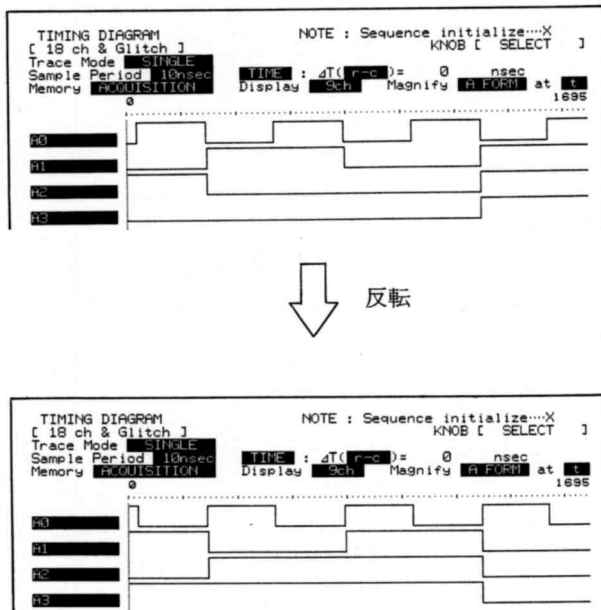 TIMING DIAGRAM NOTE : Sequence initialize‥‥X
[ 18 ch & Glitch ] KNOB [ SELECT ]
Trace Mode SINGLE
Sample Period 10nsec TIME : ⊿T( r-c )= 0 nsec
Memory ACQUISITION Display 9ch Magnify A FORM at t
0 1695
A0
A1
A2
A3
反転
TIMING DIAGRAM NOTE : Sequence initialize‥‥X
[ 18 ch & Glitch ] KNOB [ SELECT ]
Trace Mode SINGLE
Sample Period 10nsec TIME : ⊿T( r-c )= 0 nsec
Memory ACQUISITION Display 9ch Magnify A FORM at t
0 1695
A0
A1
A2
A3